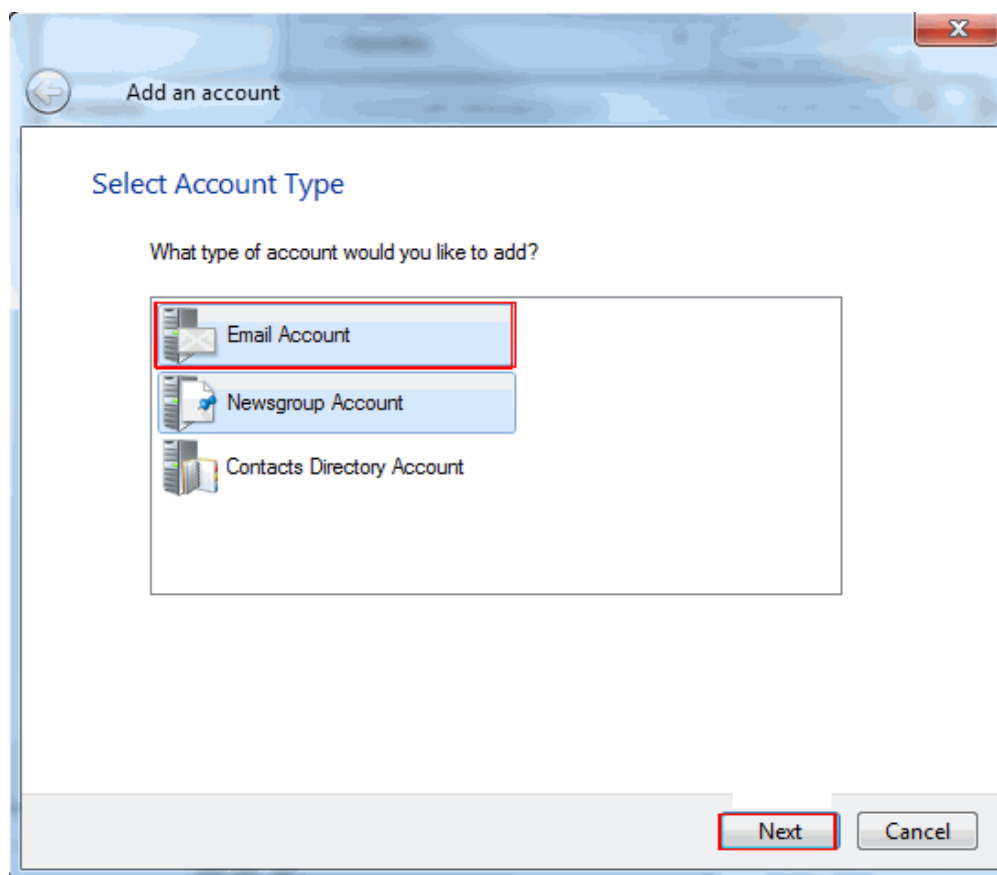 Add an account
Select Account Type
What type of account would you like to add?
Email Account
Newsgroup Account
Contacts Directory Account
Next
Cancel